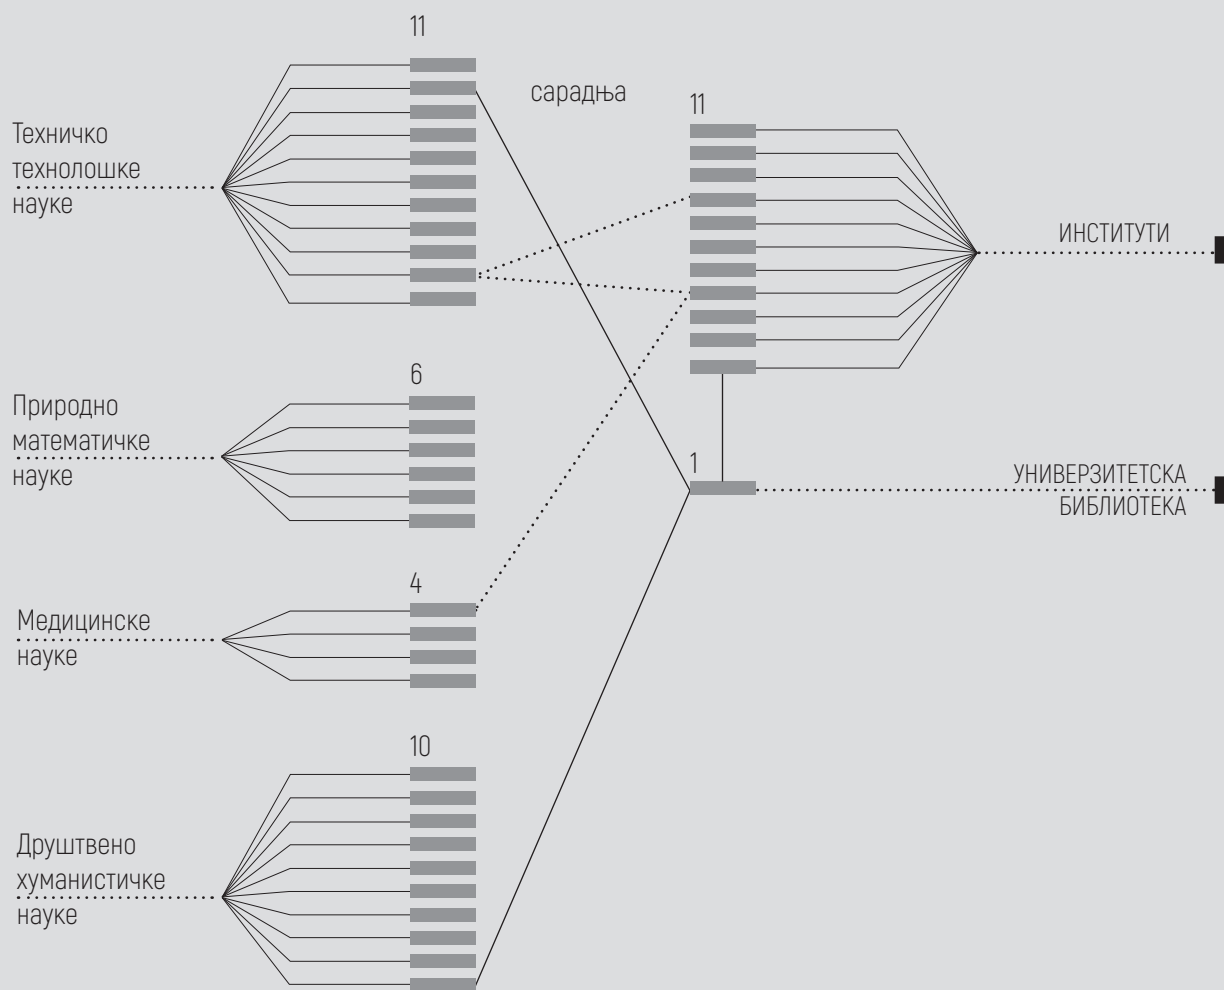 11
сарадња
11
Техничко
технолошке
науке
ИНСТИТУТИ
6
Природно
математичке
науке
1
УНИВЕРЗИТЕТСКА
БИБЛИОТЕКА
4
Медицинске
науке
10
Друштвено
хуманистичке
науке